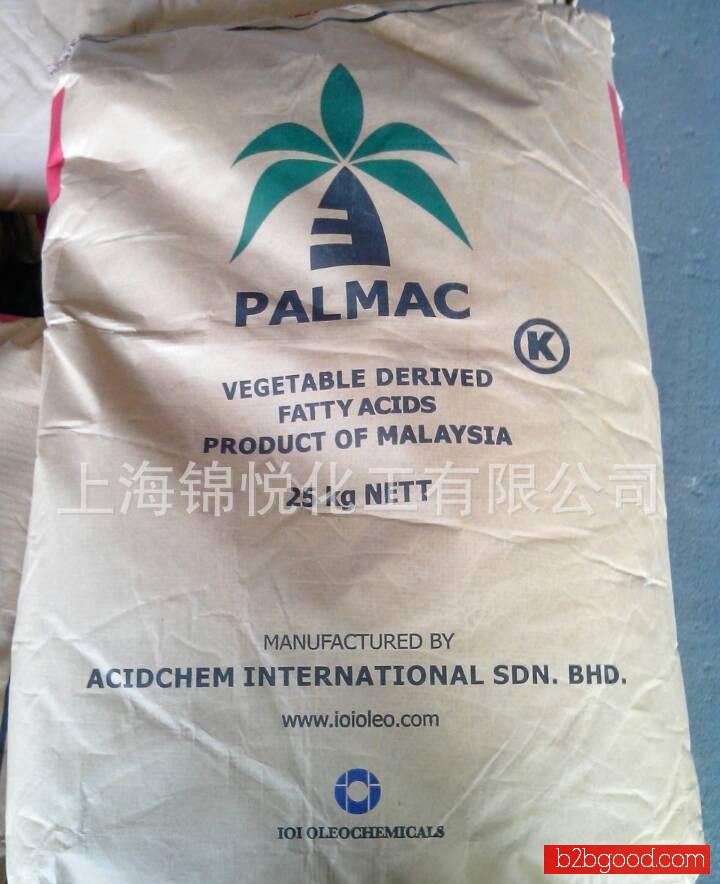 PALMAC
K
VEGETABLE DERIVED
FATTY ACIDS
PRODUCT OF MALAYSIA
上海锦悦化工有限公司
25 kg NETT
MANUFACTURED BY
ACIDCHEM INTERNATIONAL SDN. BHD.
www.ioioleo.com
IOI OLEOCHEMICALS
b2bgood.com